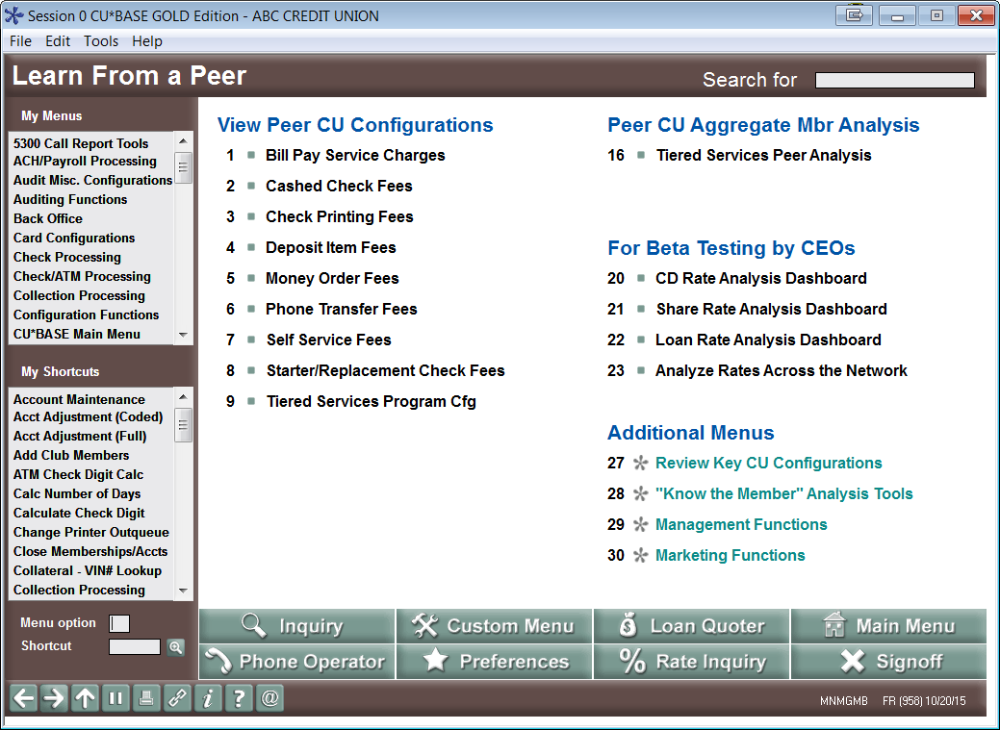 Session 0 CU*BASE GOLD Edition - ABC CREDIT UNION
File Edit Tools Help
Learn From a Peer
Search for
My Menus
5300 Call Report Tools
ACH/Payroll Processing
Audit Misc. Configurations
Auditing Functions
Back Office
Card Configurations
Check Processing
Check/ATM Processing
Collection Processing
Configuration Functions
CU*BASE Main Menu
My Shortcuts
Account Maintenance
Acct Adjustment (Coded)
Acct Adjustment (Full)
Add Club Members
ATM Check Digit Calc
Calc Number of Days
Calculate Check Digit
Change Printer Outqueue
Close Memberships/Accts
Collateral - VIN# Lookup
Collection Processing
Menu option
Shortcut
View Peer CU Configurations
1 Bill Pay Service Charges
2 Cashed Check Fees
3 Check Printing Fees
4 Deposit Item Fees
5 Money Order Fees
6 Phone Transfer Fees
7 Self Service Fees
8 Starter/Replacement Check Fees
9 Tiered Services Program Cfg
Peer CU Aggregate Mbr Analysis
16 Tiered Services Peer Analysis
For Beta Testing by CEOs
20 CD Rate Analysis Dashboard
21 Share Rate Analysis Dashboard
22 Loan Rate Analysis Dashboard
23 Analyze Rates Across the Network
Additional Menus
27 Review Key CU Configurations
28 "Know the Member" Analysis Tools
29 Management Functions
30 Marketing Functions
Inquiry Custom Menu Loan Quoter Main Menu
Phone Operator Preferences % Rate Inquiry Signoff
i ? @
MNMGMB FR (958) 10/20/15